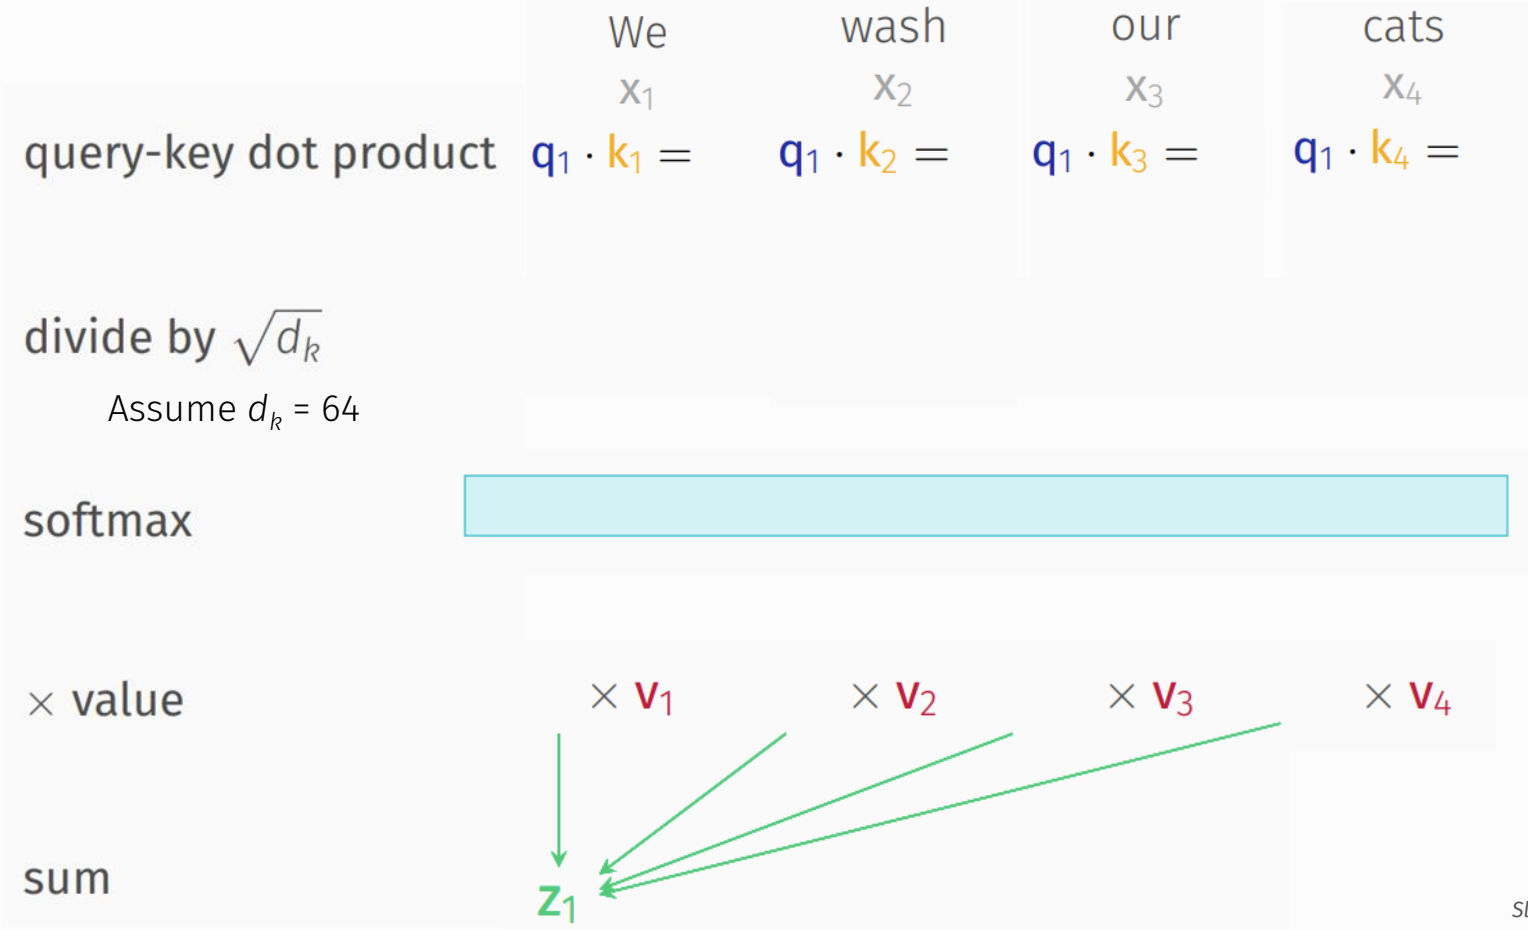 We wash our cats
x₁ x₂ x₃ x₄
query-key dot product q₁ · k₁ = q₁ · k₂ = q₁ · k₃ = q₁ · k₄ =
divide by √dₖ
Assume dₖ = 64
softmax
× value × v₁ × v₂ × v₃ × v₄
sum
z₁